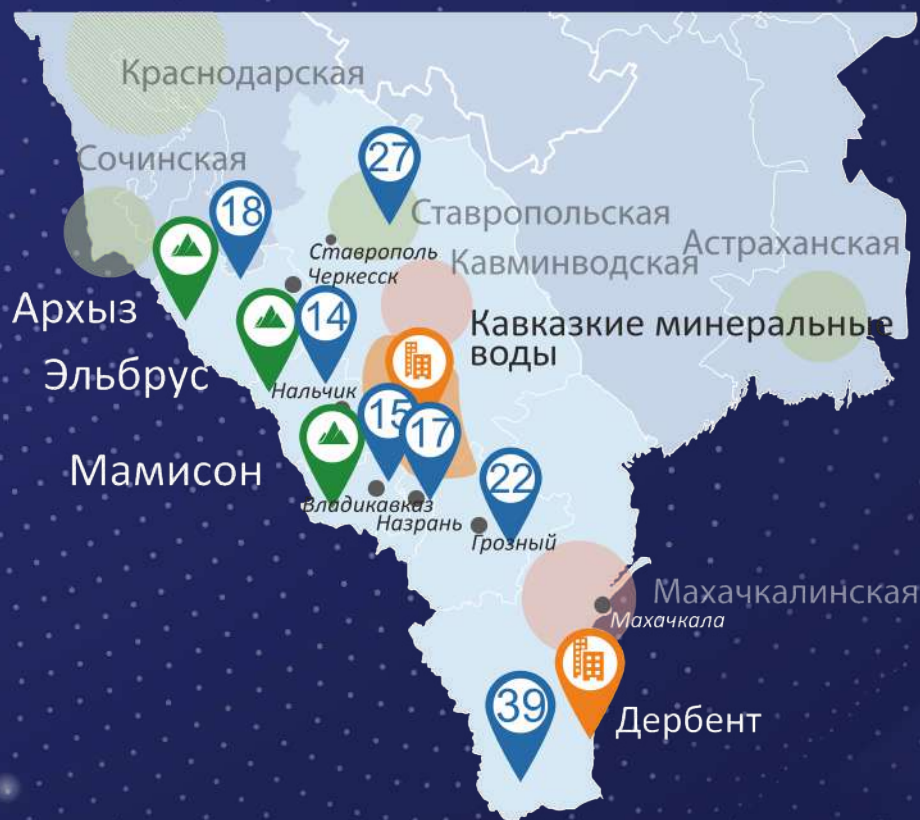 Краснодарская
Сочинская
27
18
Ставропольская
Ставрополь
Астраханская
Черкесск
Кавминводская
Архыз
14
Кавказкие минеральные
воды
Эльбрус
Нальчик
15
17
Мамисон
22
Владикавказ
Назрань
Грозный
Махачкалинская
Махачкала
39
Дербент